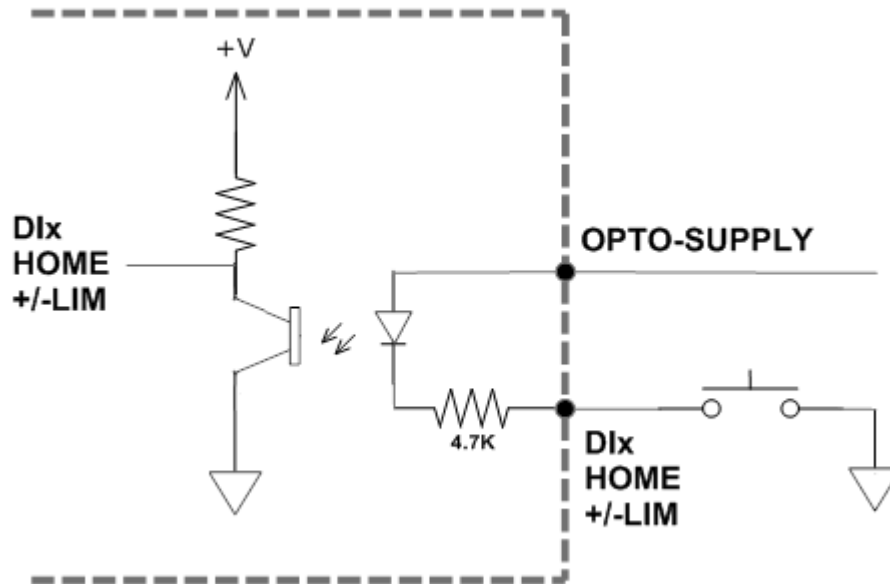 +V
DIx
HOME
+/-LIM
OPTO-SUPPLY
4.7K
DIx
HOME
+/-LIM